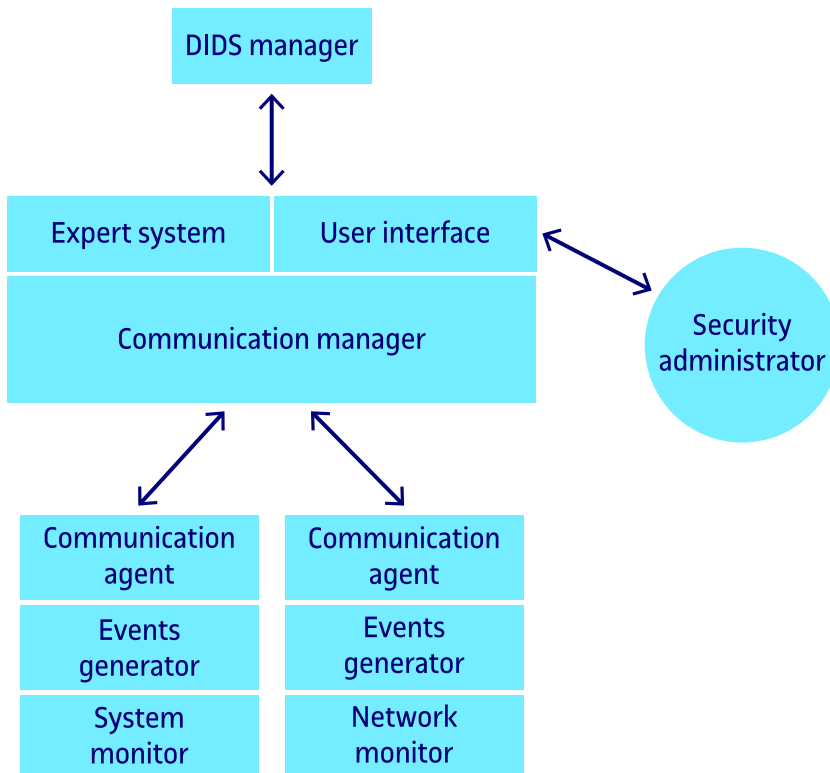 DIDS manager
Expert system
User interface
Communication manager
Security
administrator
Communication
agent
Events
generator
System
monitor
Communication
agent
Events
generator
Network
monitor